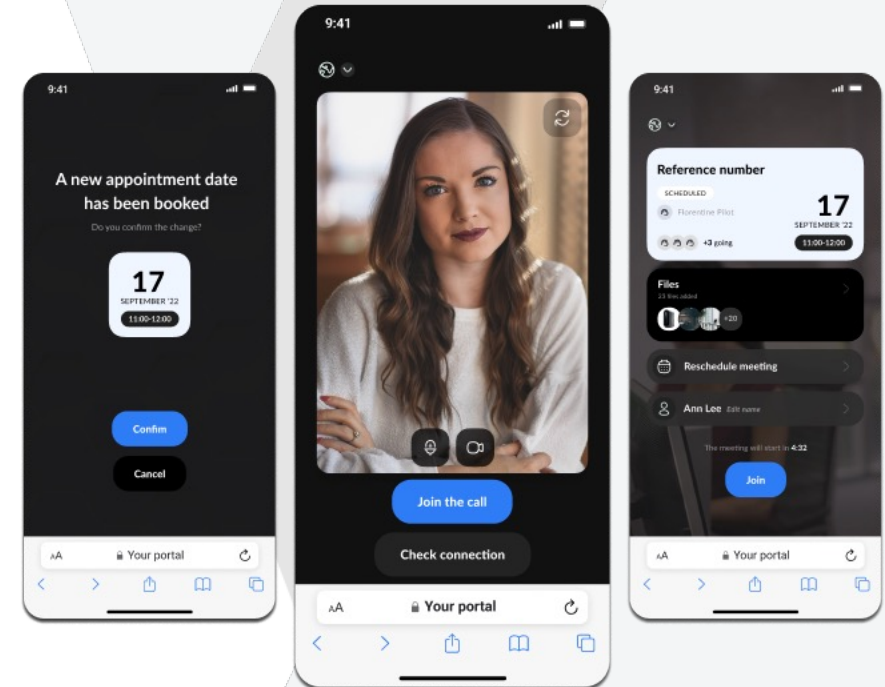 9:41
A new appointment date
has been booked
Do you confirm the change?
17
SEPTEMBER '22
11:00-12:00
Confirm
Cancel
AA
Your portal
9:41
Join the call
Check connection
AA
Your portal
9:41
Reference number
SCHEDULED
Florentine Pilot
17
SEPTEMBER '22
+3 going
11:00-12:00
Files
23 files added
+20
Reschedule meeting
Ann Lee Edit name
The meeting will start in 4:32
Join
AA
Your portal